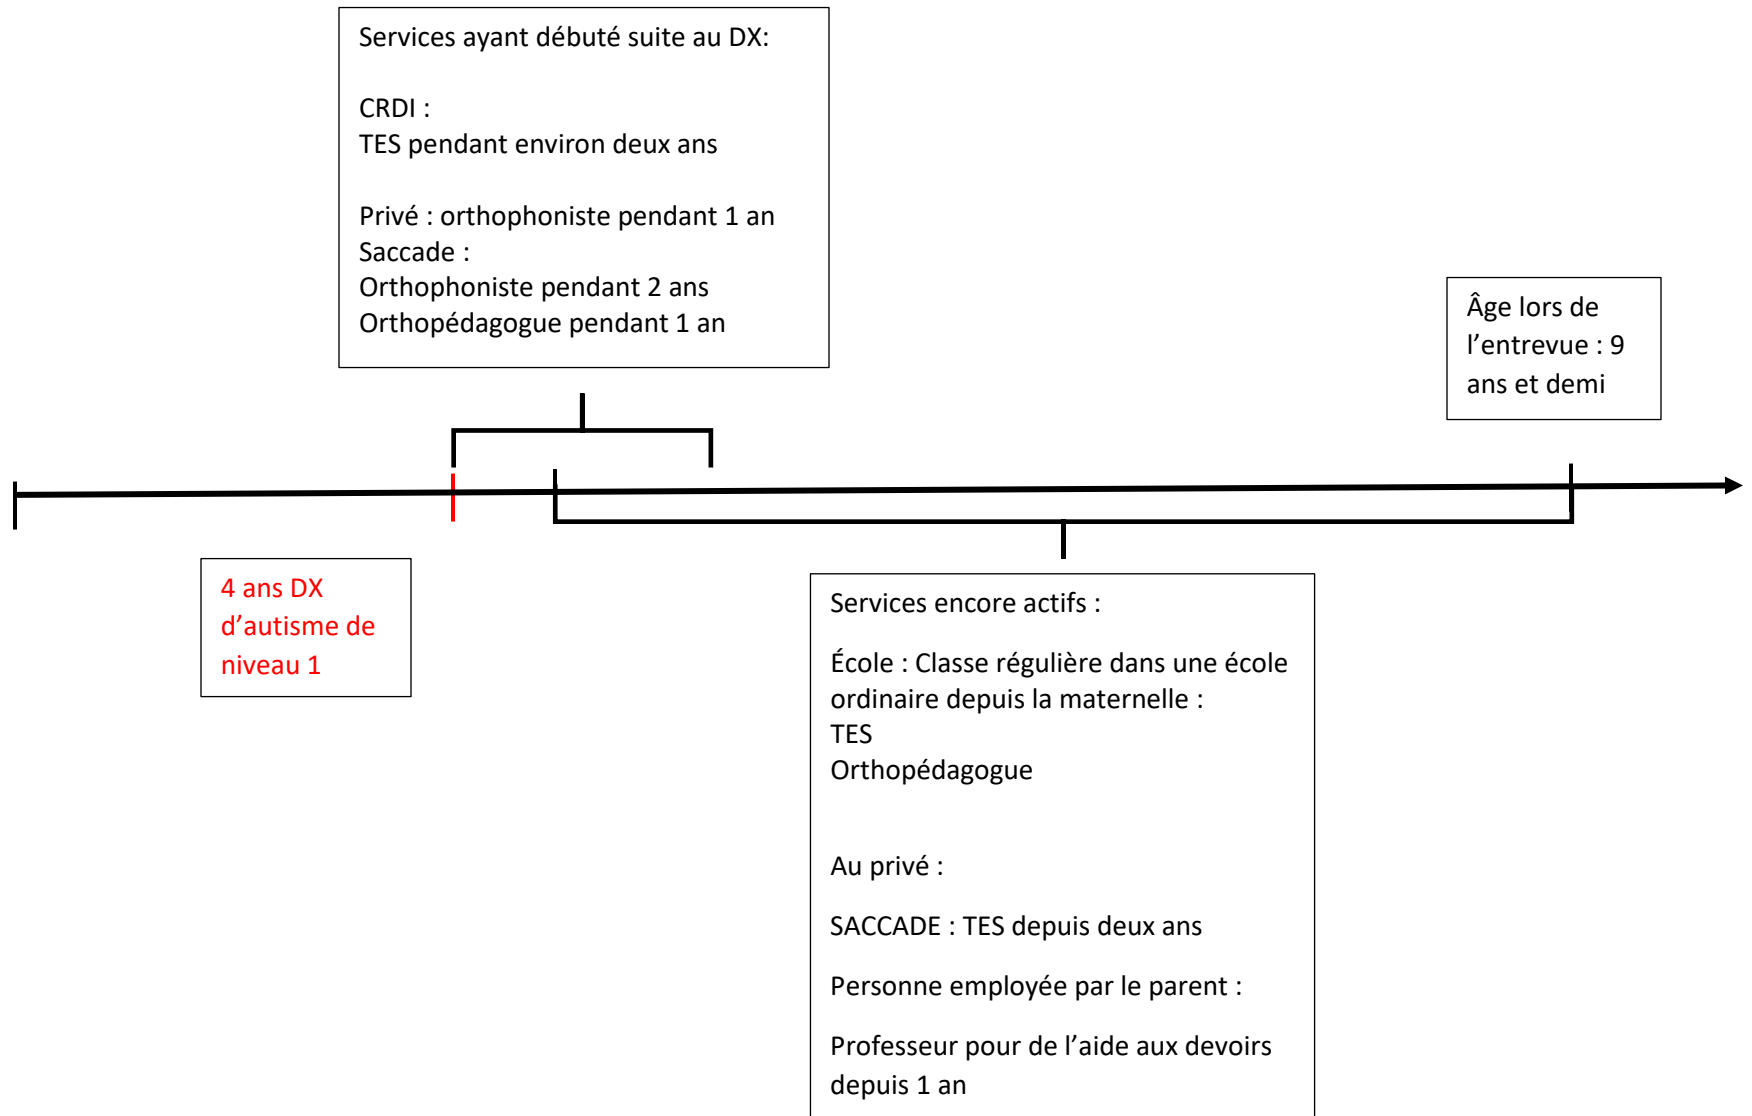 Services ayant débuté suite au DX:
CRDI :
TES pendant environ deux ans
Privé : orthophoniste pendant 1 an
Saccade :
Orthophoniste pendant 2 ans
Orthopédagogue pendant 1 an
Âge lors de
l’entrevue : 9
ans et demi
4 ans DX
d’autisme de
niveau 1
Services encore actifs :
École : Classe régulière dans une école
ordinaire depuis la maternelle :
TES
Orthopédagogue
Au privé :
SACCADE : TES depuis deux ans
Personne employée par le parent :
Professeur pour de l’aide aux devoirs
depuis 1 an